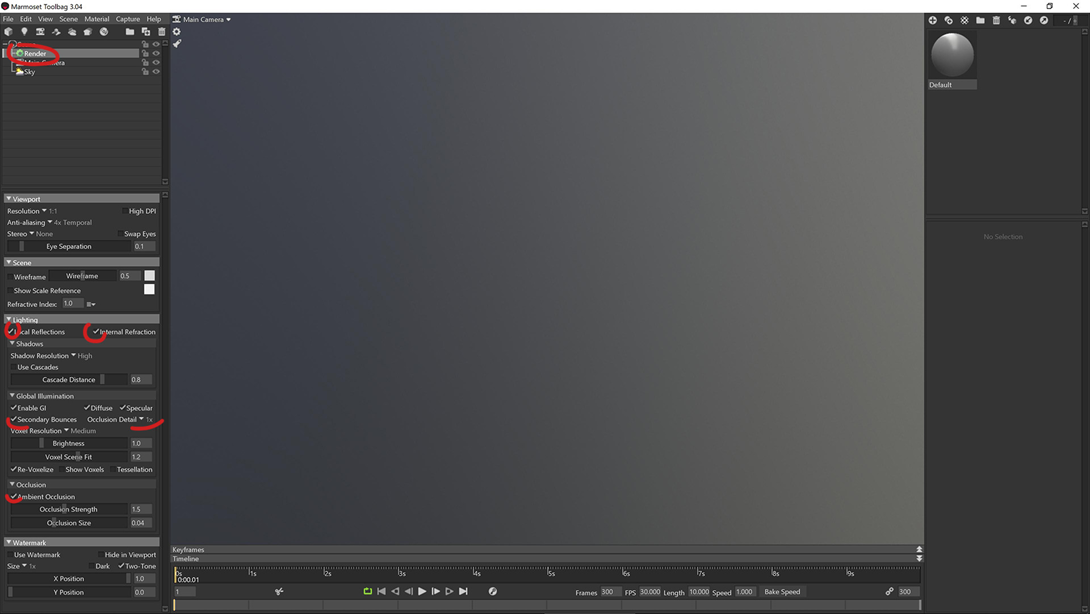 Marmoset Toolbag 3.04
File Edit View Scene Material Capture Help
Main Camera
- / -
Render
Main Camera
Sky
Default
No Selection
Viewport
Resolution 1:1 High DPI
Anti-aliasing 4x Temporal
Stereo None Swap Eyes
Eye Separation 0.1
Scene
Wireframe Wireframe 0.5
Show Scale Reference
Refractive Index: 1.0
Lighting
Local Reflections Internal Refraction
Shadows
Shadow Resolution High
Use Cascades
Cascade Distance 0.8
Global Illumination
Enable GI Diffuse Specular
Secondary Bounces Occlusion Detail 1x
Voxel Resolution Medium
Brightness 1.0
Voxel Scene Fit 1.2
Re-Voxelize Show Voxels Tessellation
Occlusion
Ambient Occlusion
Occlusion Strength 1.5
Occlusion Size 0.04
Watermark
Use Watermark Hide in Viewport
Size 1x Dark Two-Tone
X Position 1.0
Y Position 0.0
Keyframes
Timeline
0s 1s 2s 3s 4s 5s 6s 7s 8s 9s
0:00.01
1 Frames 300 FPS 30.000 Length 10.000 Speed 1.000 Bake Speed 300